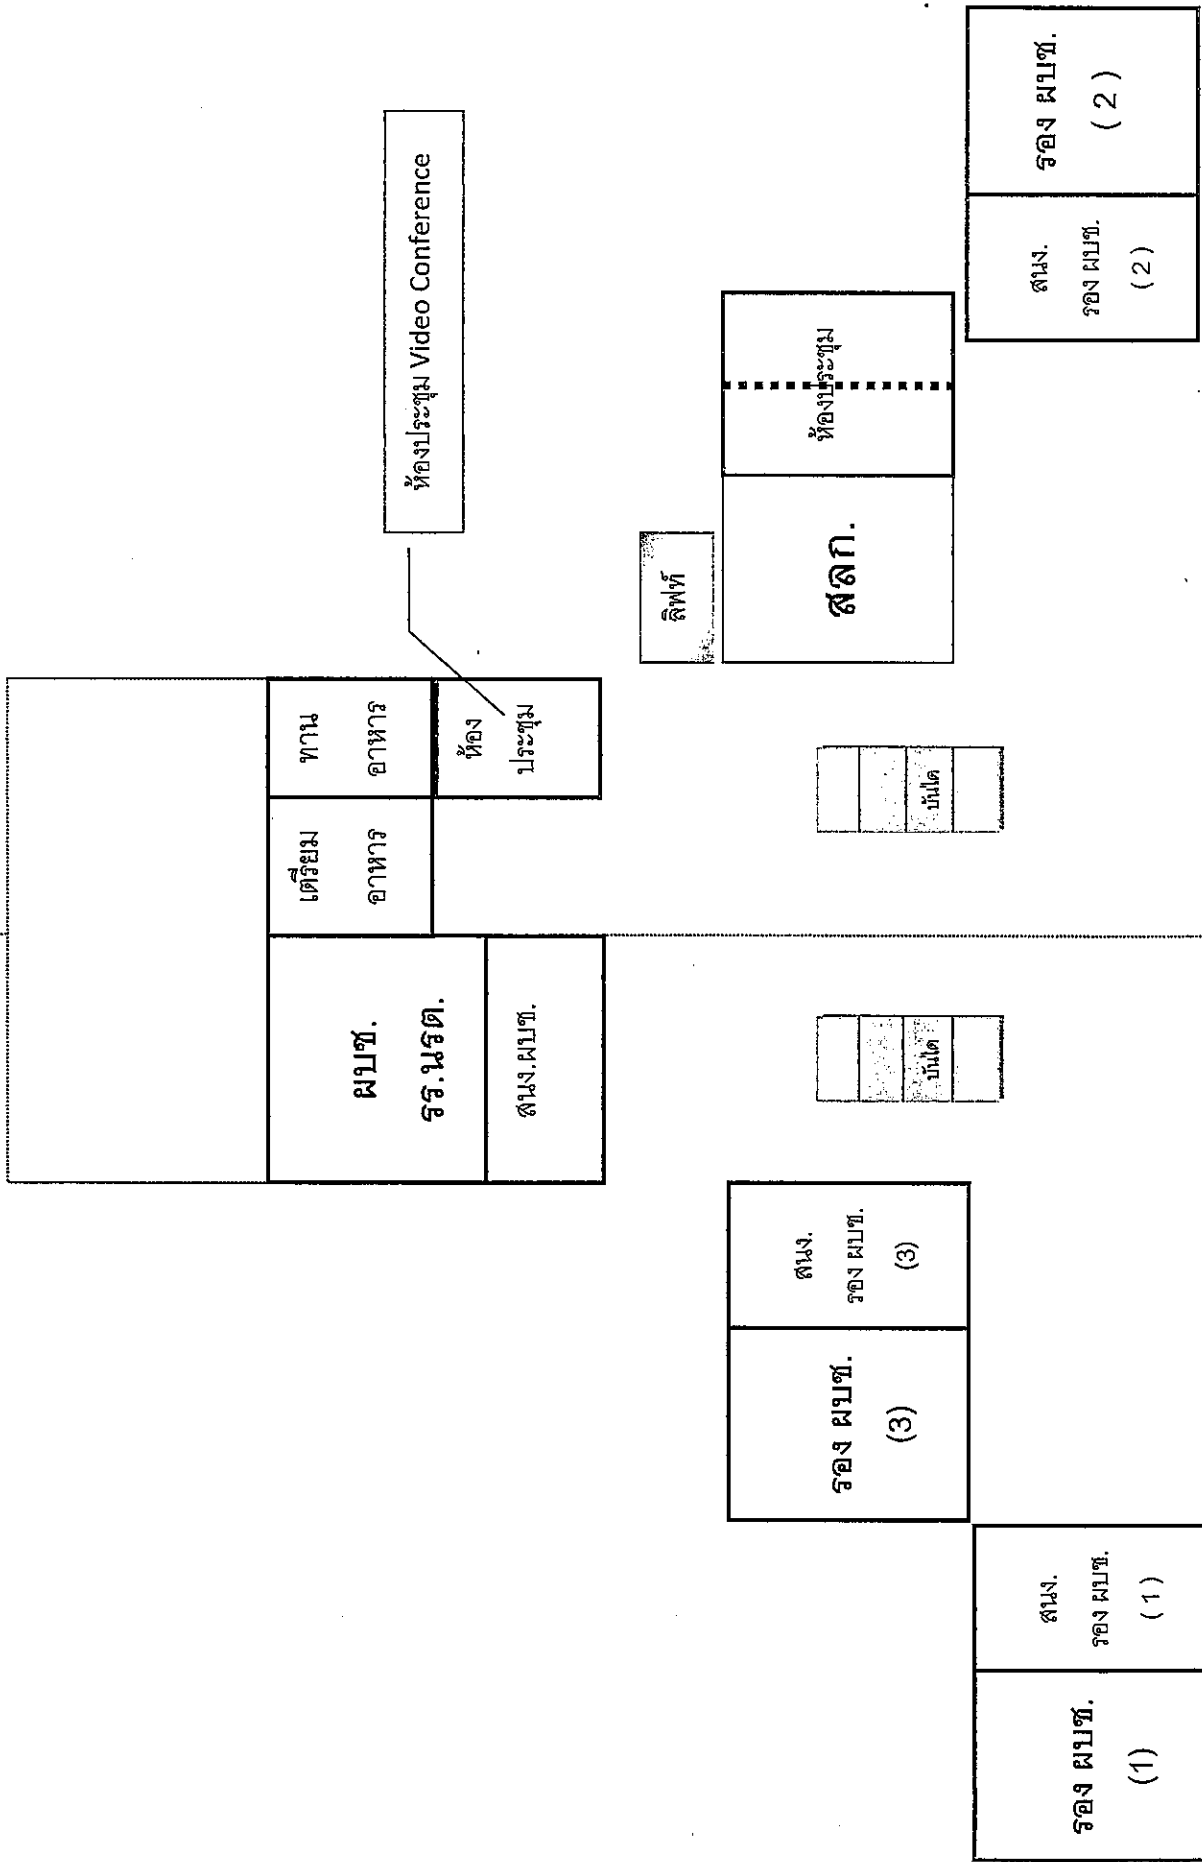 ผบช.
รร.นรต.
เตรียม
อาหาร
ทาน
อาหาร
ห้องประชุม Video Conference
สนง.ผบช.
ห้อง
ประชุม
ลิฟท์
รอง ผบช.
(3)
สนง.
รอง ผบช.
(3)
บันได
บันได
สลก.
ห้องประชุม
รอง ผบช.
(1)
สนง.
รอง ผบช.
(1)
สนง.
รอง ผบช.
(2)
รอง ผบช.
(2)